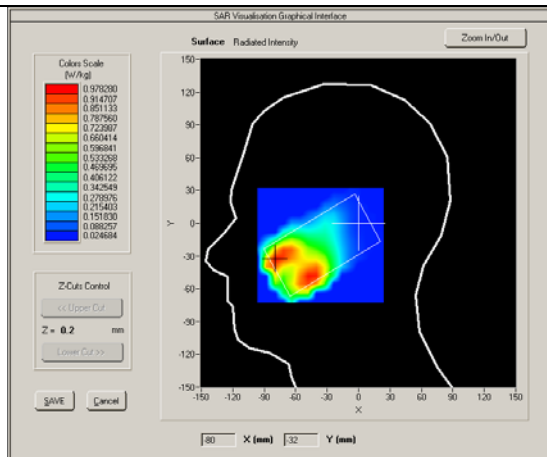 SAR Visualisation Graphical Interface
Surface Radiated Intensity
Zoom In/Out
Colors Scale
(W/kg)
0.978280
0.914707
0.851133
0.787560
0.723987
0.660414
0.596841
0.533268
0.469695
0.406122
0.342549
0.278976
0.215403
0.151830
0.088257
0.024684
Z-Cuts Control
<< Upper Cut
Z = 0.2 mm
Lower Cut >>
SAVE Cancel
150
120
90
60
30
0
-30
-60
-90
-120
-150
Y
-150 -120 -90 -60 -30 0 30 60 90 120 150
X
-80 X (mm) -32 Y (mm)